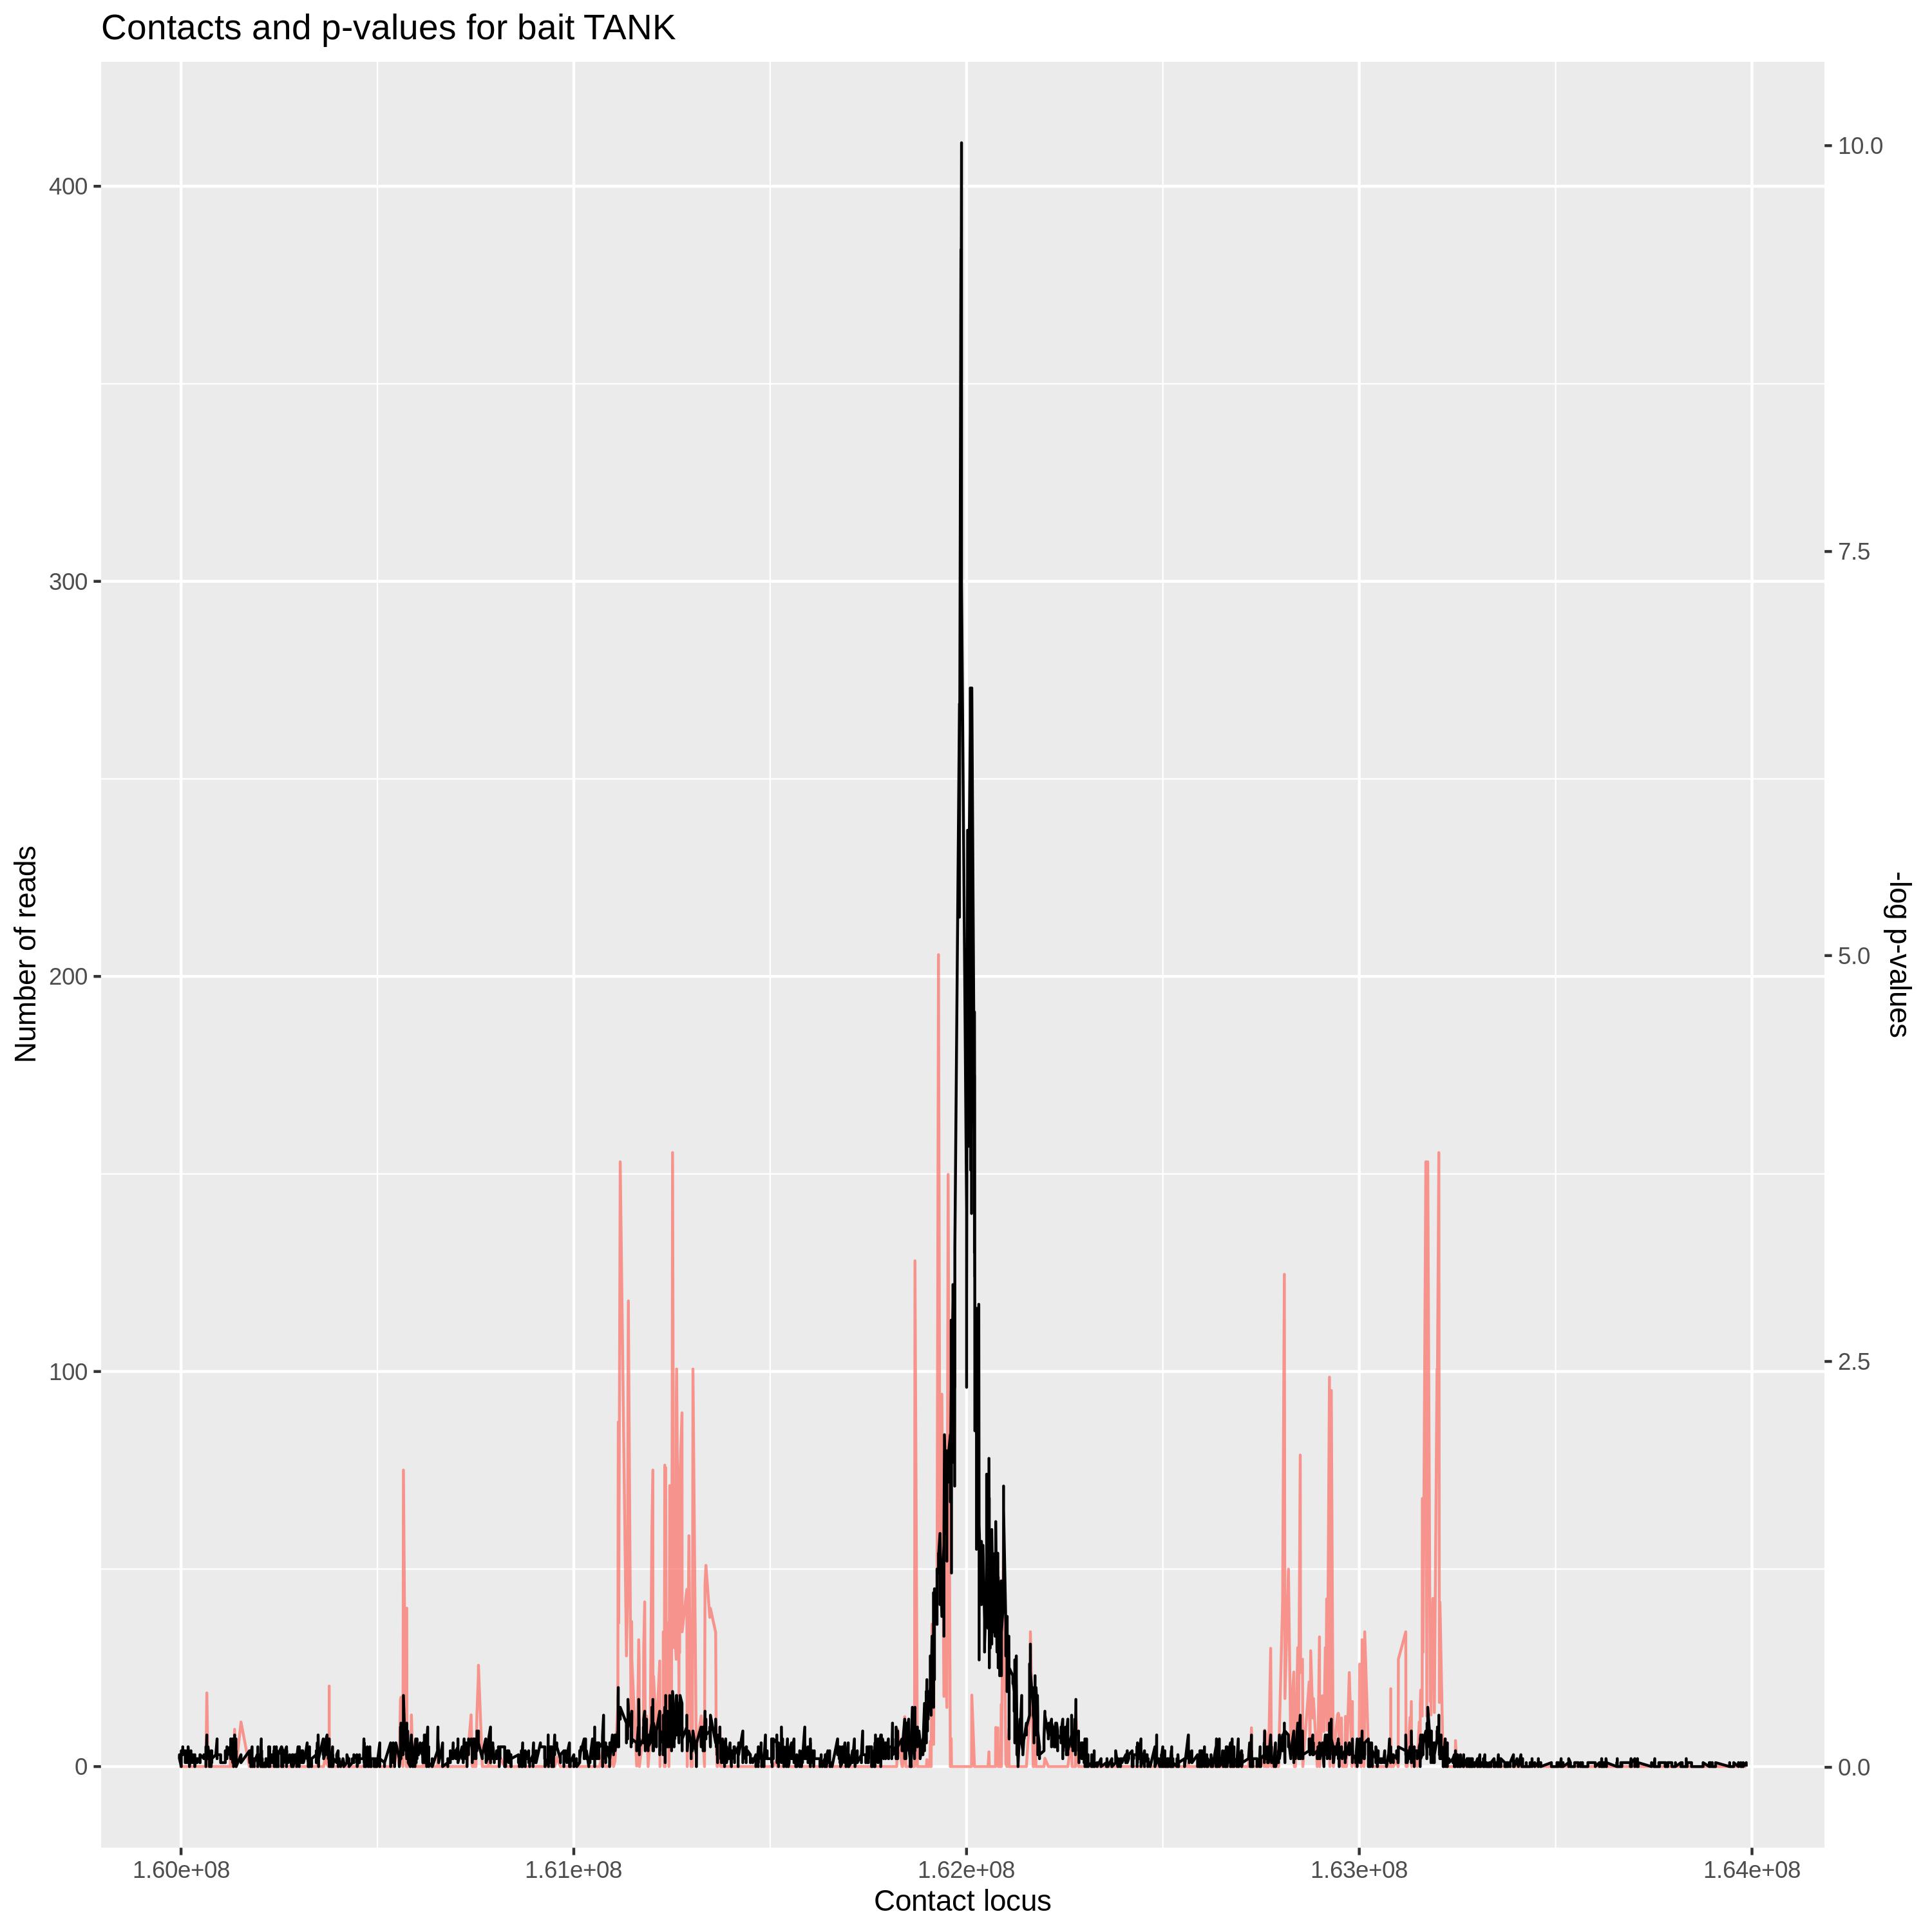 Contacts and p-values for bait TANK
400
300
200
100
0
Number of reads
10.0
7.5
5.0
2.5
0.0
-log p-values
1.60e+08
1.61e+08
1.62e+08
1.63e+08
1.64e+08
Contact locus